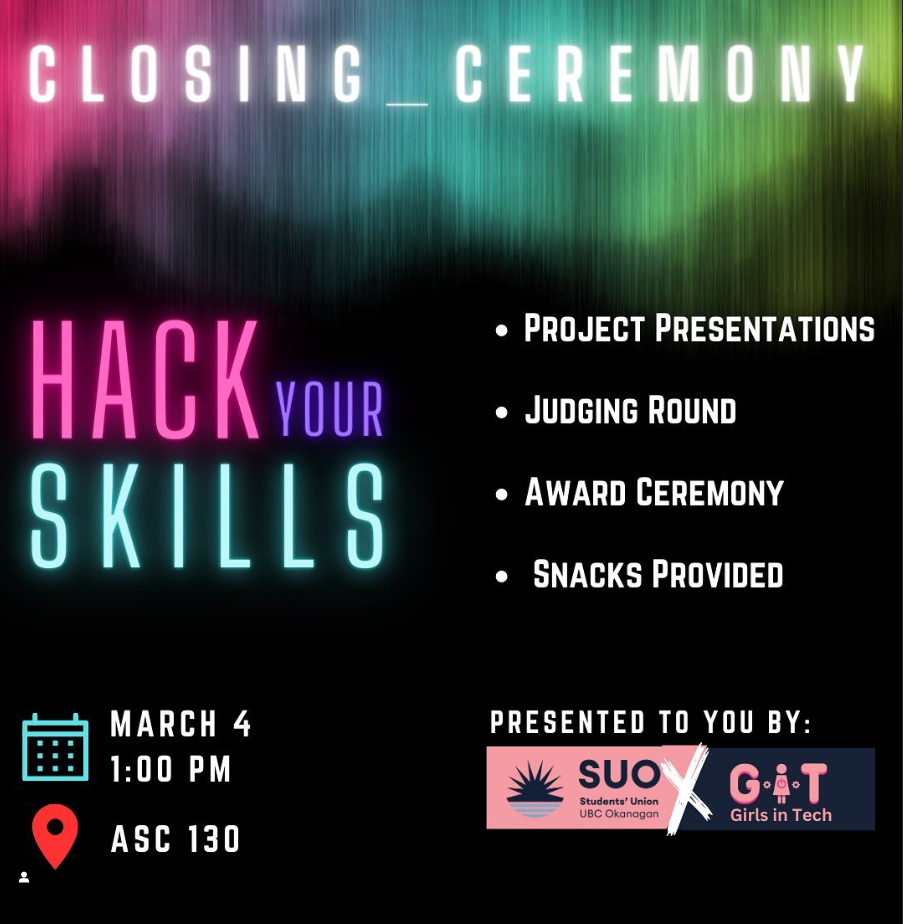 CLOSING_CEREMONY
HACK YOUR
SKILLS
• PROJECT PRESENTATIONS
• JUDGING ROUND
• AWARD CEREMONY
• SNACKS PROVIDED
MARCH 4
1:00 PM
ASC 130
PRESENTED TO YOU BY:
SUO
Students' Union
UBC Okanagan
X
GiT
Girls in Tech